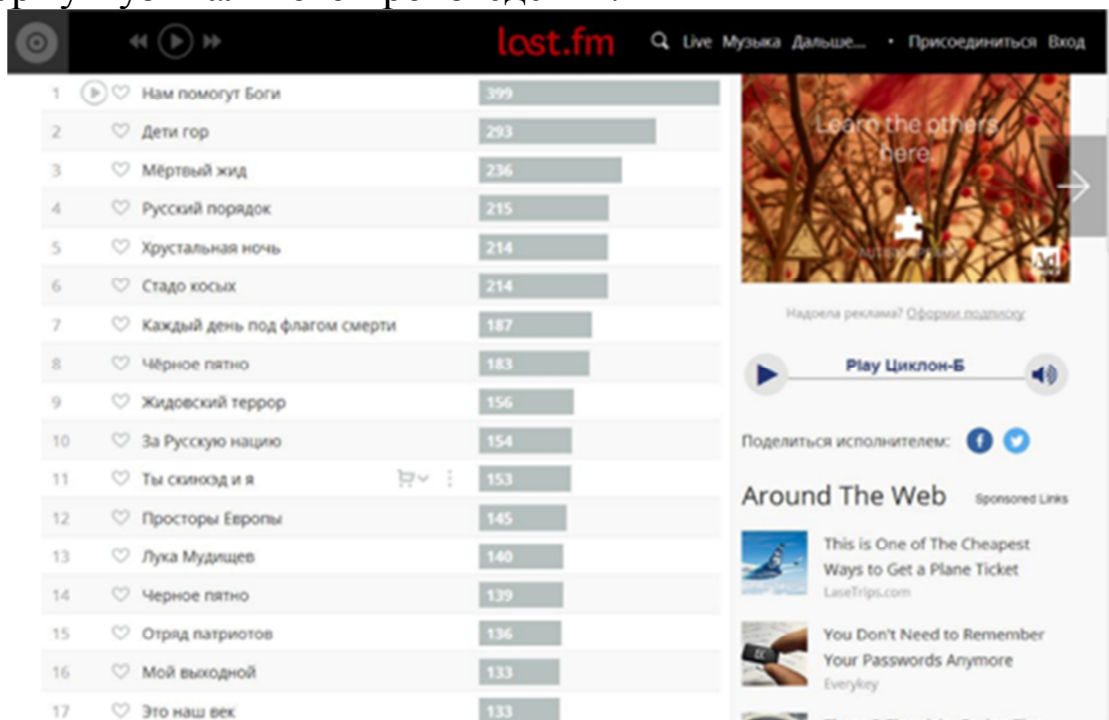 last.fm Live Музыка Дальше... • Присоединиться Вход
1 Нам помогут Боги 399
2 Дети гор 293
3 Мёртвый жид 236
4 Русский порядок 215
5 Хрустальная ночь 214
6 Стадо косых 214
7 Каждый день под флагом смерти 187
8 Чёрное пятно 183
9 Жидовский террор 156
10 За Русскую нацию 154
11 Ты скинхэд и я 153
12 Просторы Европы 145
13 Лука Мудищев 140
14 Черное пятно 139
15 Отряд патриотов 136
16 Мой выходной 133
17 Это наш век 133
Learn the others
here.
Ad
Надоела реклама? Оформи подписку
Play Циклон-Б
Поделиться исполнителем:
Around The Web Sponsored Links
This is One of The Cheapest
Ways to Get a Plane Ticket
LaseTrips.com
You Don't Need to Remember
Your Passwords Anymore
Everykey